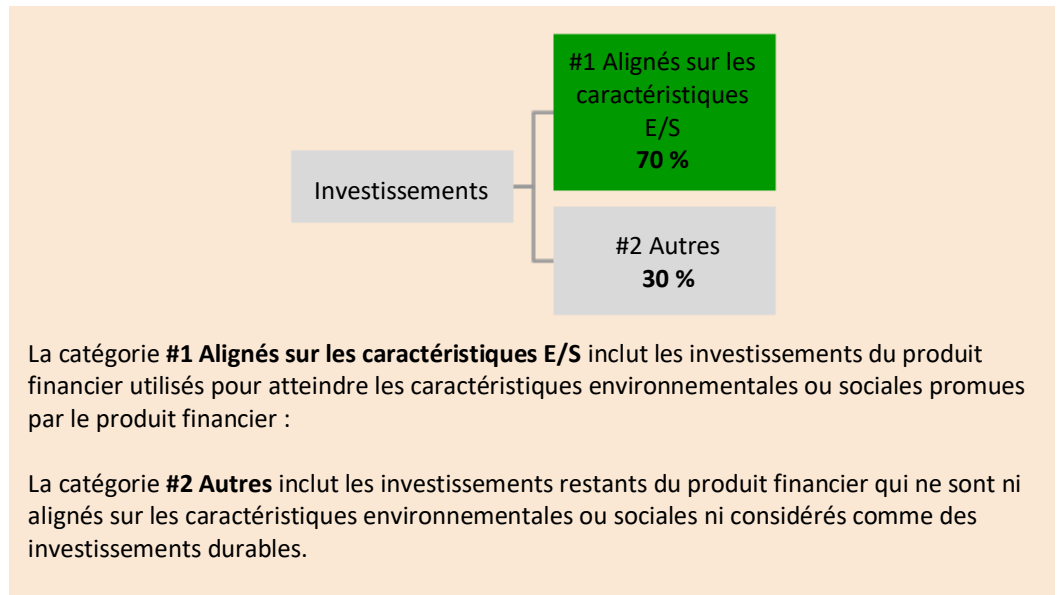 #1 Alignés sur les
caractéristiques
E/S
70 %
Investissements
#2 Autres
30 %
La catégorie #1 Alignés sur les caractéristiques E/S inclut les investissements du produit
financier utilisés pour atteindre les caractéristiques environnementales ou sociales promues
par le produit financier :
La catégorie #2 Autres inclut les investissements restants du produit financier qui ne sont ni
alignés sur les caractéristiques environnementales ou sociales ni considérés comme des
investissements durables.